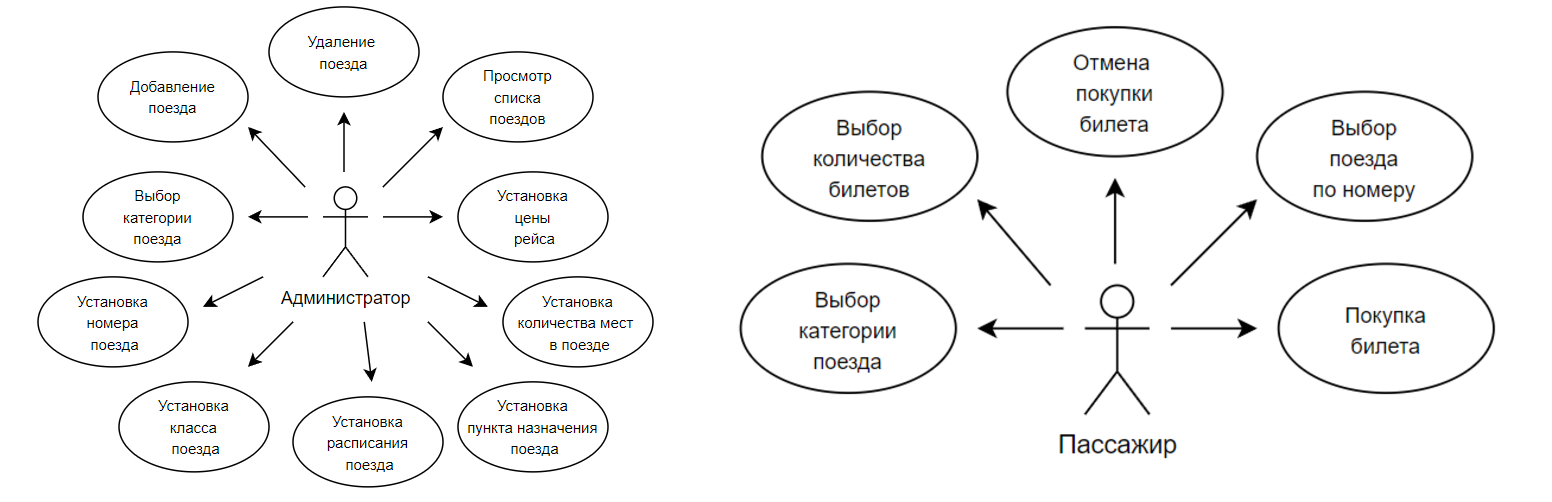 Удаление
поезда
Добавление
поезда
Просмотр
списка
поездов
Выбор
категории
поезда
Установка
цены
рейса
Администратор
Установка
номера
поезда
Установка
количества мест
в поезде
Установка
класса
поезда
Установка
расписания
поезда
Установка
пункта назначения
поезда
Отмена
покупки
билета
Выбор
количества
билетов
Выбор
поезда
по номеру
Выбор
категории
поезда
Покупка
билета
Пассажир